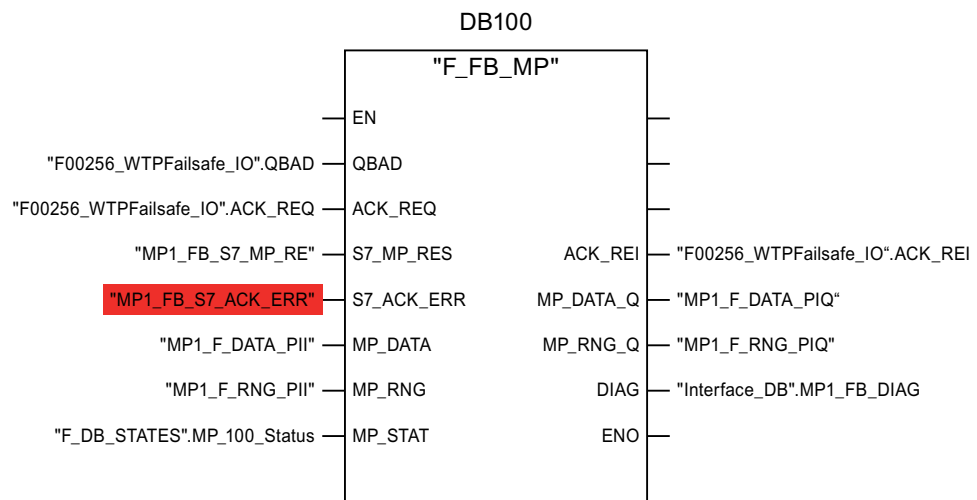 DB100
"F_FB_MP"
EN
"F00256_WTPFailsafe_IO".QBAD QBAD
"F00256_WTPFailsafe_IO".ACK_REQ ACK_REQ
"MP1_FB_S7_MP_RE" S7_MP_RES ACK_REI "F00256_WTPFailsafe_IO“.ACK_REI
"MP1_FB_S7_ACK_ERR" S7_ACK_ERR MP_DATA_Q "MP1_F_DATA_PIQ“
"MP1_F_DATA_PII" MP_DATA MP_RNG_Q "MP1_F_RNG_PIQ"
"MP1_F_RNG_PII" MP_RNG DIAG "Interface_DB".MP1_FB_DIAG
"F_DB_STATES".MP_100_Status MP_STAT ENO